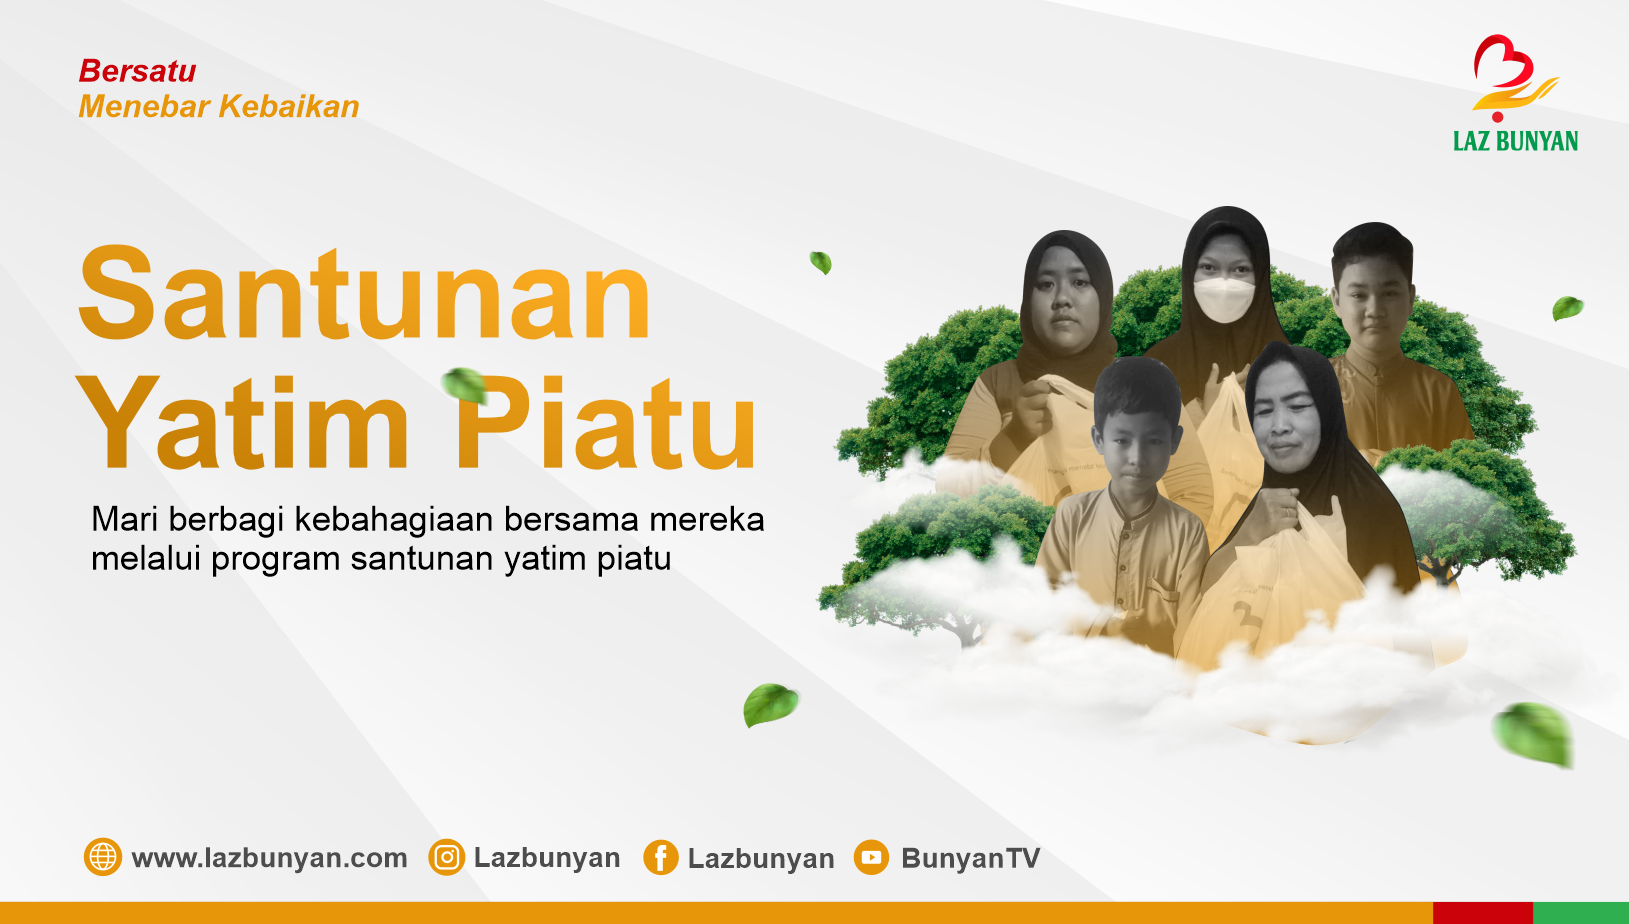 Bersatu
Menebar Kebaikan
LAZ BUNYAN
Santunan
Yatim Piatu
Mari berbagi kebahagiaan bersama mereka
melalui program santunan yatim piatu
www.lazbunyan.com
Lazbunyan
Lazbunyan
BunyanTV